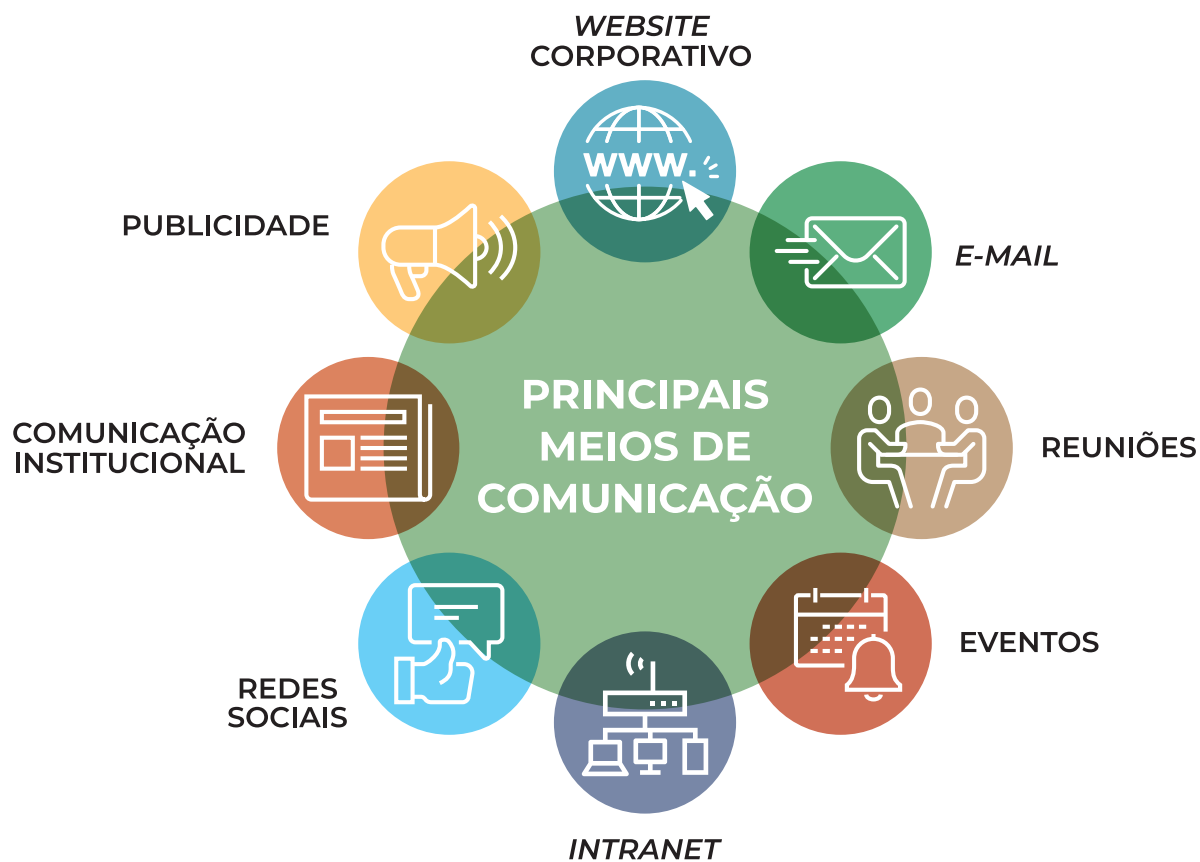 WEBSITE
CORPORATIVO
WWW.
PUBLICIDADE
E-MAIL
PRINCIPAIS
MEIOS DE
COMUNICAÇÃO
COMUNICAÇÃO
INSTITUCIONAL
REUNIÕES
EVENTOS
REDES
SOCIAIS
INTRANET